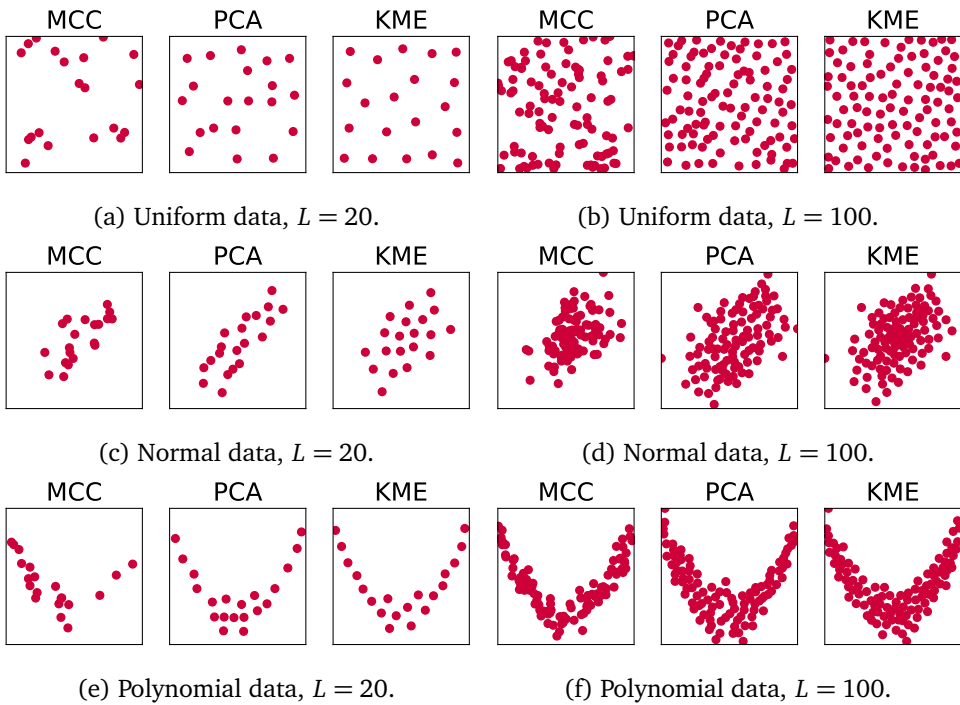 MCC PCA KME MCC PCA KME
(a) Uniform data, L = 20. (b) Uniform data, L = 100.
MCC PCA KME MCC PCA KME
(c) Normal data, L = 20. (d) Normal data, L = 100.
MCC PCA KME MCC PCA KME
(e) Polynomial data, L = 20. (f) Polynomial data, L = 100.